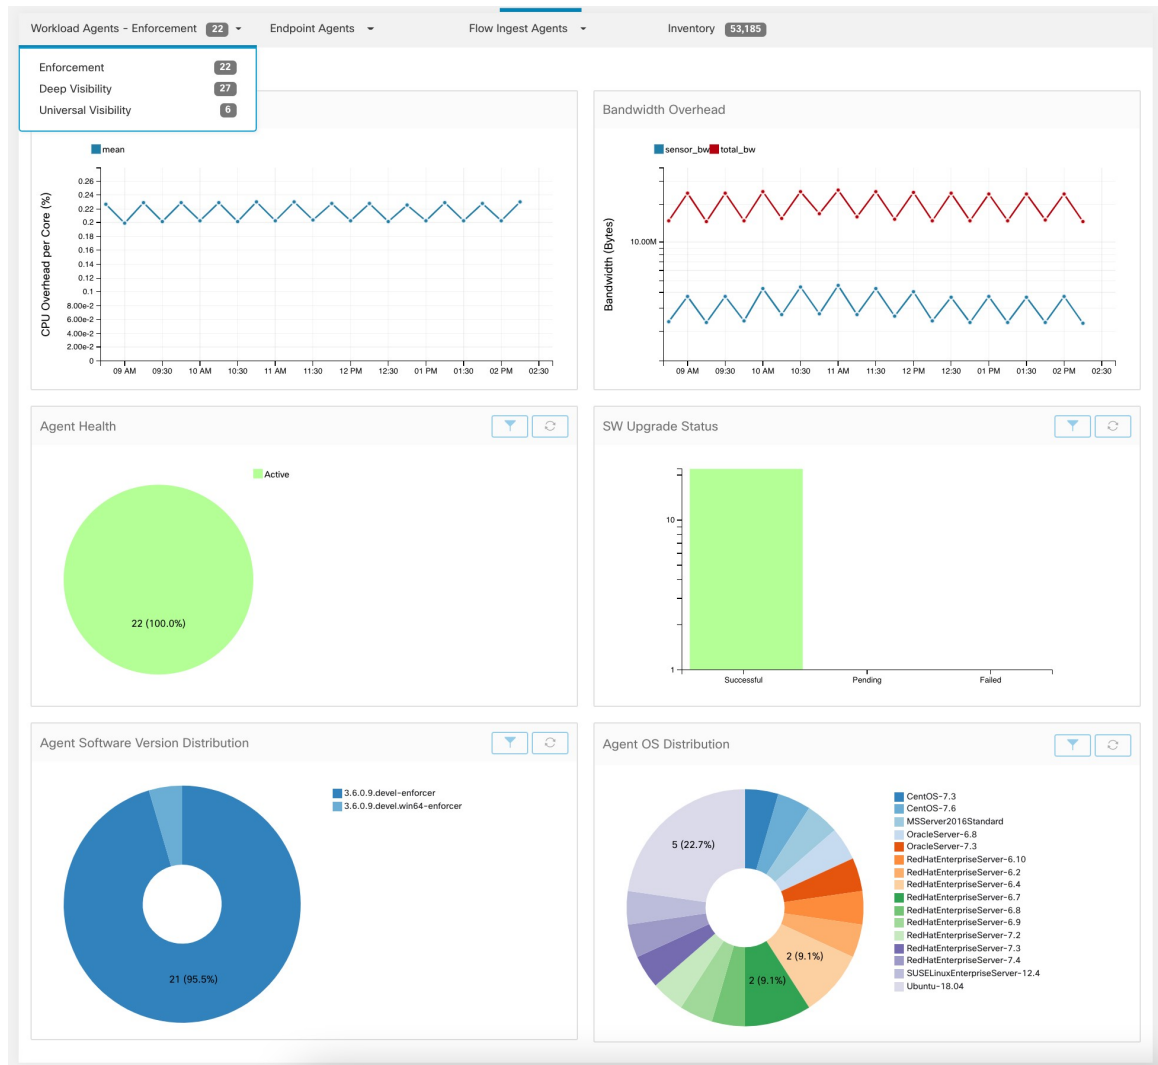 Workload Agents - Enforcement 22 Endpoint Agents Flow Ingest Agents Inventory 53,185
Enforcement 22
Deep Visibility 27
Universal Visibility 6
Bandwidth Overhead
mean
CPU Overhead per Core (%)
0.26
0.24
0.22
0.2
0.18
0.16
0.14
0.12
0.1
8.00e-2
6.00e-2
4.00e-2
2.00e-2
0
09 AM 09:30 10 AM 10:30 11 AM 11:30 12 PM 12:30 01 PM 01:30 02 PM 02:30
sensor_bw total_bw
Bandwidth (Bytes)
10.00M
09 AM 09:30 10 AM 10:30 11 AM 11:30 12 PM 12:30 01 PM 01:30 02 PM 02:30
Agent Health
Active
22 (100.0%)
SW Upgrade Status
10
1
Successful Pending Failed
Agent Software Version Distribution
3.6.0.9.devel-enforcer
3.6.0.9.devel.win64-enforcer
21 (95.5%)
Agent OS Distribution
5 (22.7%)
2 (9.1%)
2 (9.1%)
CentOS-7.3
CentOS-7.6
MSServer2016Standard
OracleServer-6.8
OracleServer-7.3
RedHatEnterpriseServer-6.10
RedHatEnterpriseServer-6.2
RedHatEnterpriseServer-6.4
RedHatEnterpriseServer-6.7
RedHatEnterpriseServer-6.8
RedHatEnterpriseServer-6.9
RedHatEnterpriseServer-7.2
RedHatEnterpriseServer-7.3
RedHatEnterpriseServer-7.4
SUSELinuxEnterpriseServer-12.4
Ubuntu-18.04